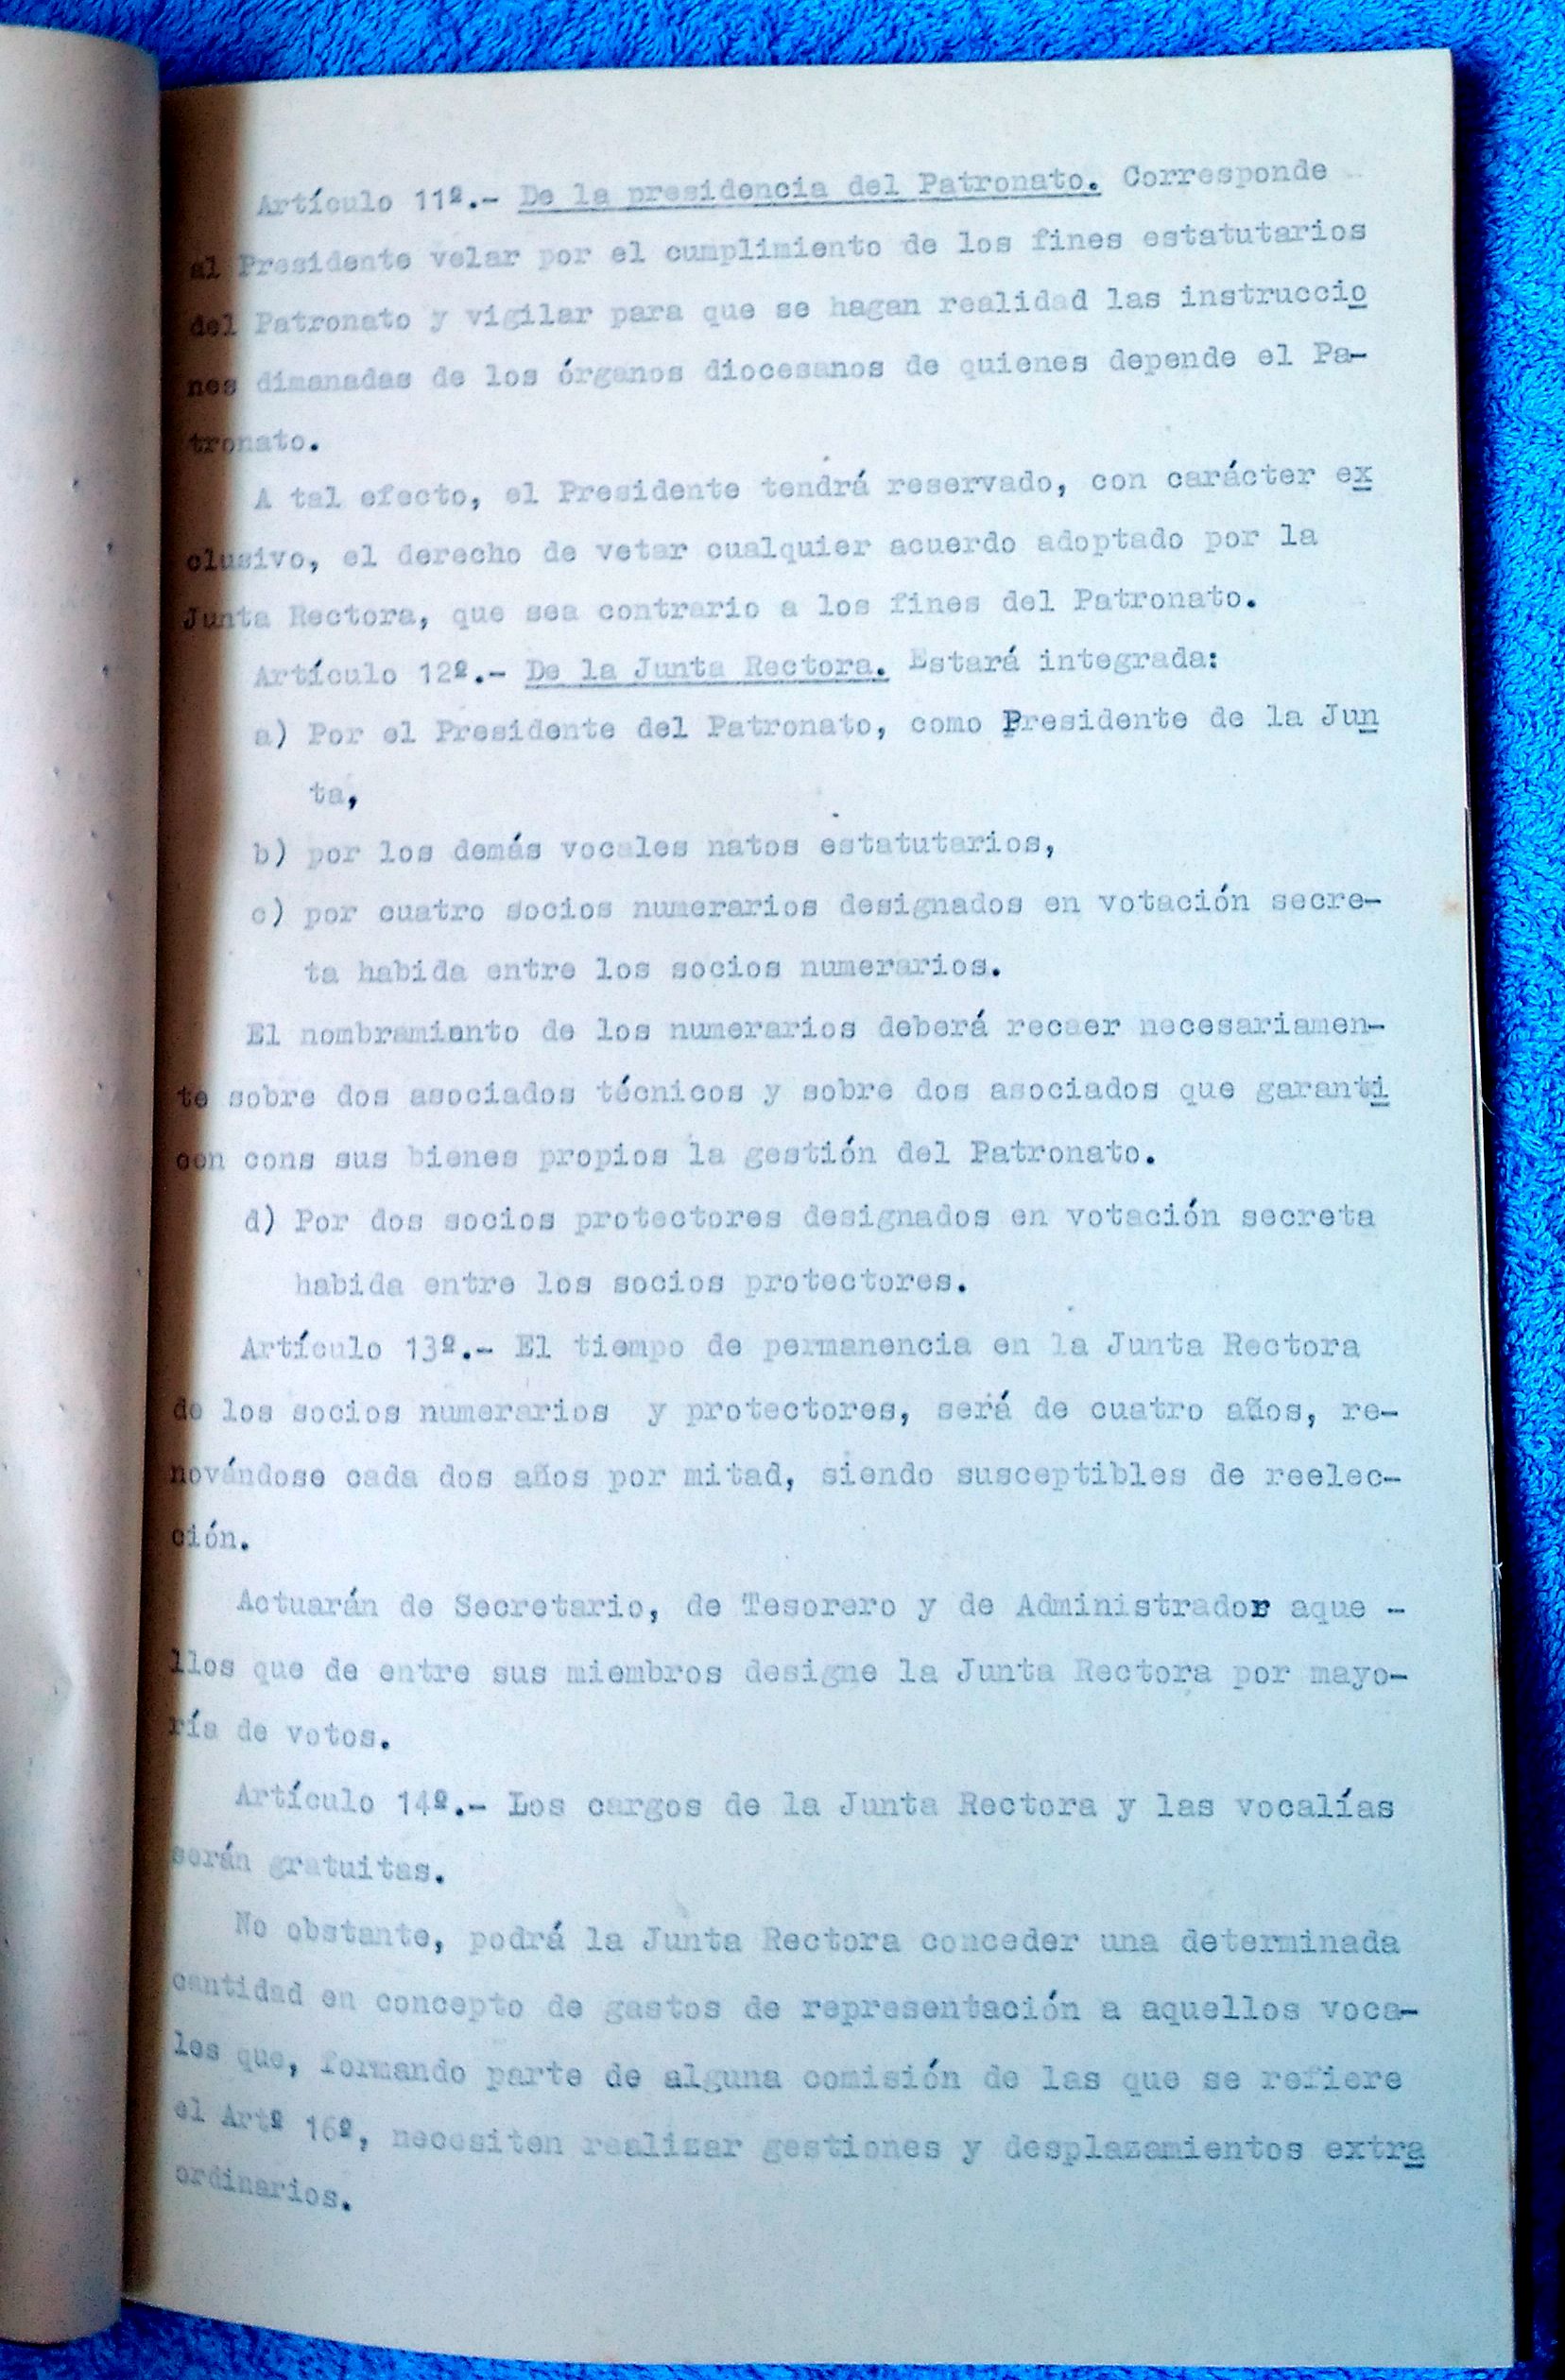 Artículo 11º.- De la presidencia del Patronato. Corresponde
al Presidente velar por el cumplimiento de los fines estatutarios
del Patronato y vigilar para que se hagan realidad las instruccio
nes dimanadas de los órganos diocesanos de quienes depende el Pa-
tronato.
A tal efecto, el Presidente tendrá reservado, con carácter ex
clusivo, el derecho de vetar cualquier acuerdo adoptado por la
Junta Rectora, que sea contrario a los fines del Patronato.
Artículo 12º.- De la Junta Rectora. Estará integrada:
a) Por el Presidente del Patronato, como Presidente de la Jun
ta,
b) por los demás vocales natos estatutarios,
c) por cuatro socios numerarios designados en votación secre-
ta habida entre los socios numerarios.
El nombramiento de los numerarios deberá recaer necesariamen-
te sobre dos asociados técnicos y sobre dos asociados que garanti
cen cons sus bienes propios la gestión del Patronato.
d) Por dos socios protectores designados en votación secreta
habida entre los socios protectores.
Artículo 13º.- El tiempo de permanencia en la Junta Rectora
de los socios numerarios y protectores, será de cuatro años, re-
novándose cada dos años por mitad, siendo susceptibles de reelec-
ción.
Actuarán de Secretario, de Tesorero y de Administrador aque -
llos que de entre sus miembros designe la Junta Rectora por mayo-
ría de votos.
Artículo 14º.- Los cargos de la Junta Rectora y las vocalías
serán gratuitas.
No obstante, podrá la Junta Rectora conceder una determinada
cantidad en concepto de gastos de representación a aquellos voca-
les que, formando parte de alguna comisión de las que se refiere
el Artº 16º, necesiten realizar gestiones y desplazamientos extra
ordinarios.